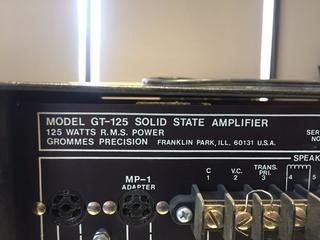 MODEL GT-125 SOLID STATE AMPLIFIER
125 WATTS R.M.S. POWER
GROMMES PRECISION FRANKLIN PARK, ILL. 60131 U.S.A.
SER
NO
SPEAK
MP-1
ADAPTER
C V.C. TRANS. PRI.
1 2 3 4 5